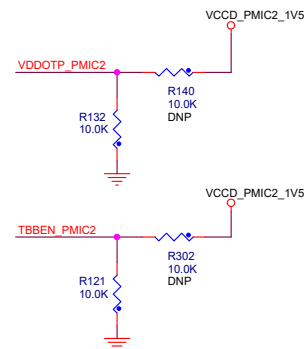 VCCD_PMIC2_1V5
VDDOTP_PMIC2
R140
10.0K
DNP
R132
10.0K
VCCD_PMIC2_1V5
TBBEN_PMIC2
R302
10.0K
DNP
R121
10.0K